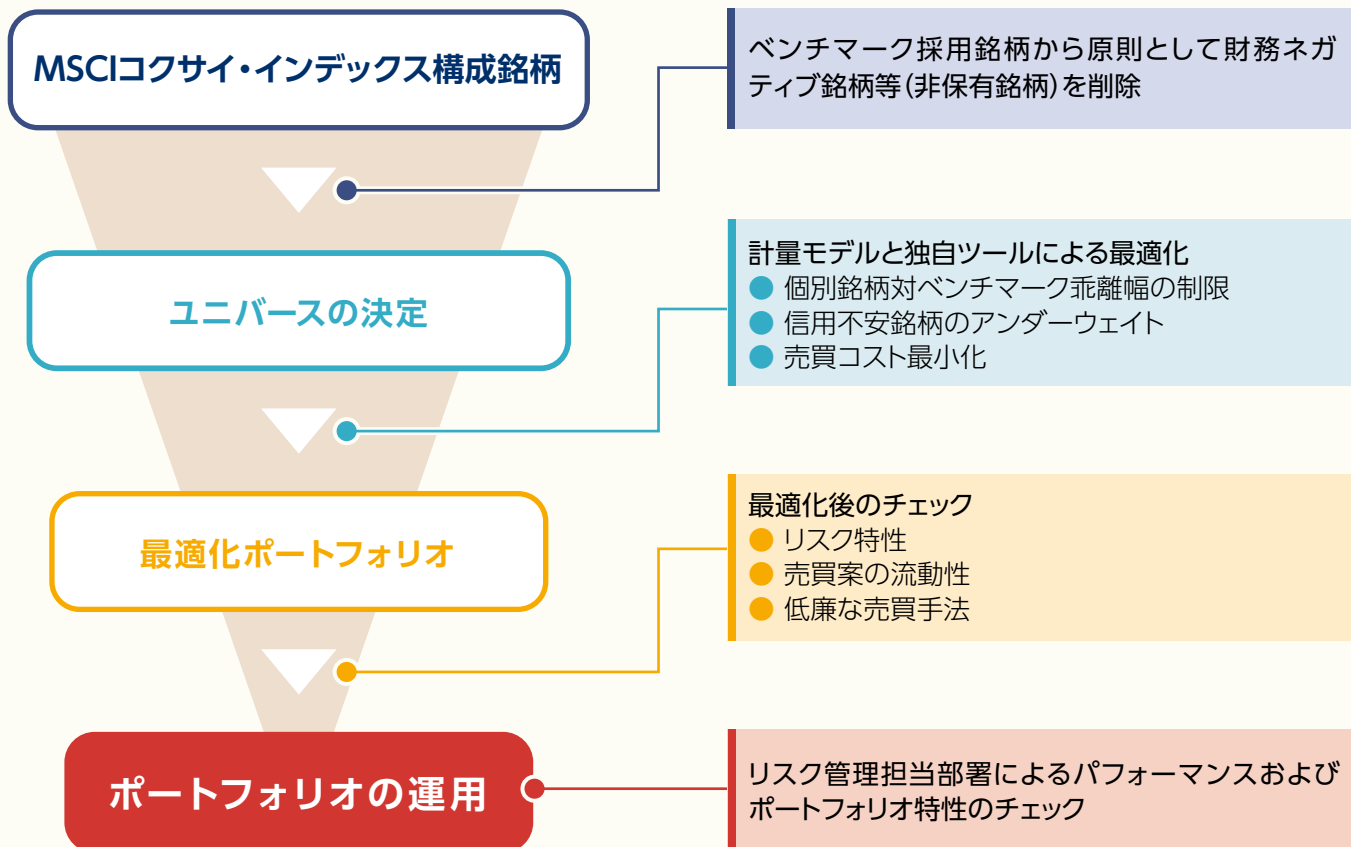 MSCIコクサイ・インデックス構成銘柄
ベンチマーク採用銘柄から原則として財務ネガ
ティブ銘柄等(非保有銘柄)を削除
ユニバースの決定
計量モデルと独自ツールによる最適化
● 個別銘柄対ベンチマーク乖離幅の制限
● 信用不安銘柄のアンダーウェイト
● 売買コスト最小化
最適化ポートフォリオ
最適化後のチェック
● リスク特性
● 売買案の流動性
● 低廉な売買手法
ポートフォリオの運用
リスク管理担当部署によるパフォーマンスおよび
ポートフォリオ特性のチェック